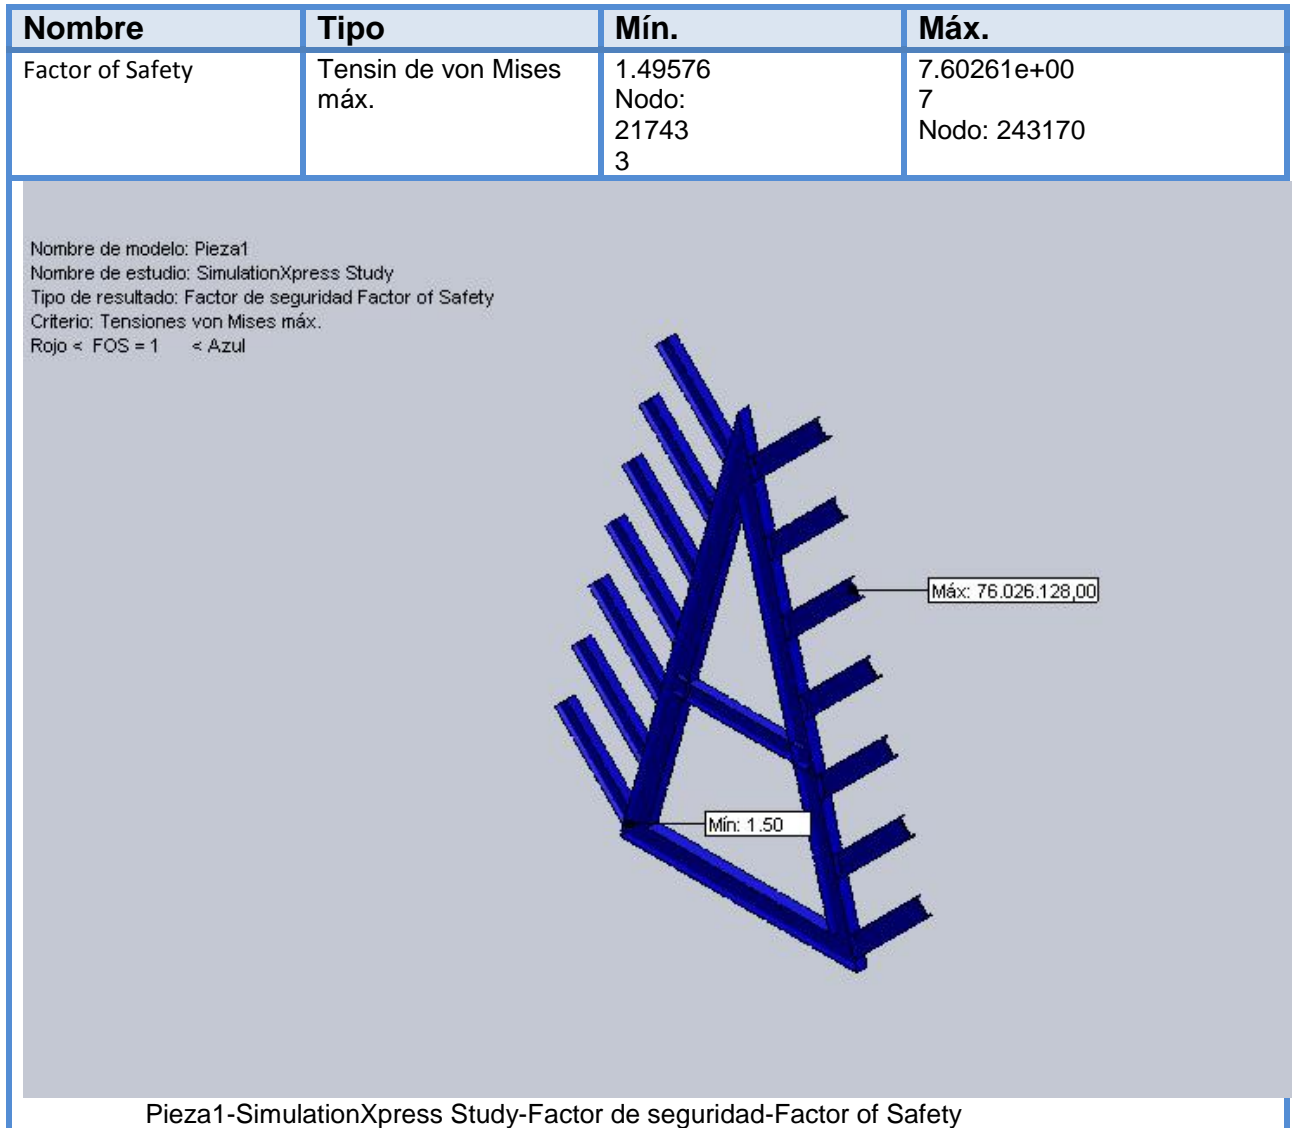 Nombre Tipo Mín. Máx.
Factor of Safety Tensin de von Mises 1.49576 7.60261e+00
máx. Nodo: 7
21743 Nodo: 243170
3
Nombre de modelo: Pieza1
Nombre de estudio: SimulationXpress Study
Tipo de resultado: Factor de seguridad Factor of Safety
Criterio: Tensiones von Mises máx.
Rojo < FOS = 1 < Azul
Máx: 76.026.128,00
Mín: 1.50
Pieza1-SimulationXpress Study-Factor de seguridad-Factor of Safety